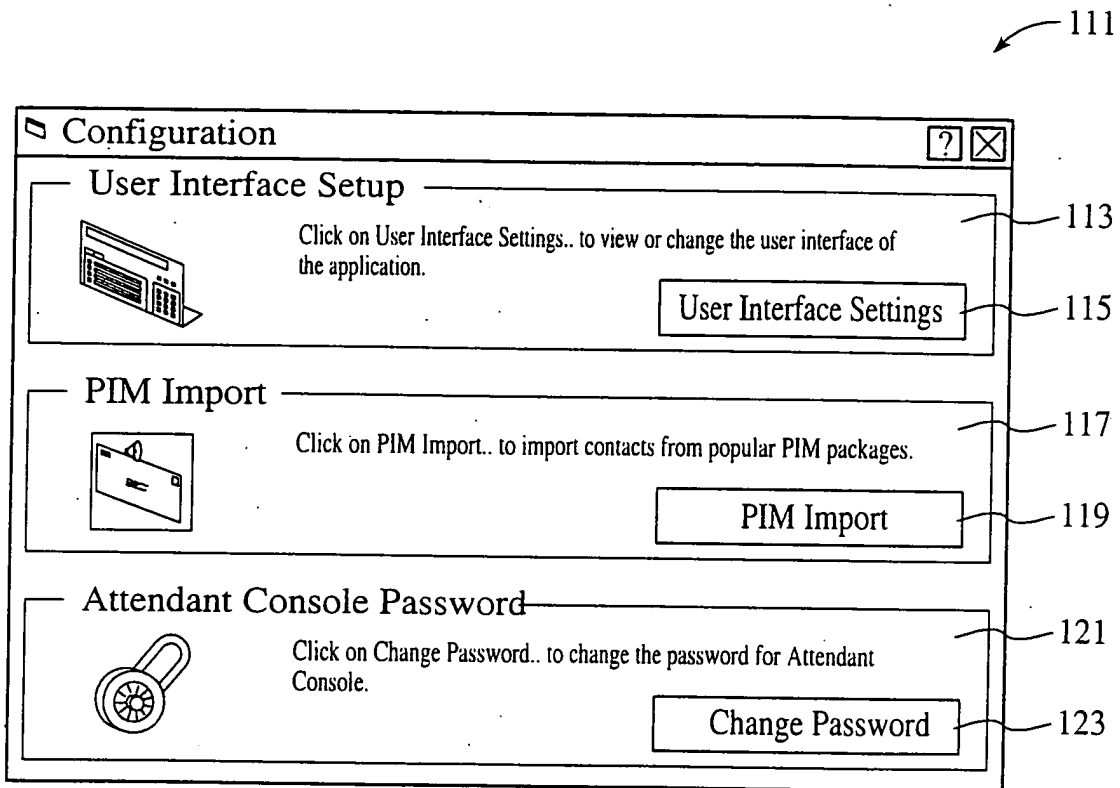 111
Configuration ?
User Interface Setup
113
Click on User Interface Settings.. to view or change the user interface of
the application.
User Interface Settings
115
PIM Import
117
Click on PIM Import.. to import contacts from popular PIM packages.
PIM Import
119
Attendant Console Password
121
Click on Change Password.. to change the password for Attendant
Console.
Change Password
123